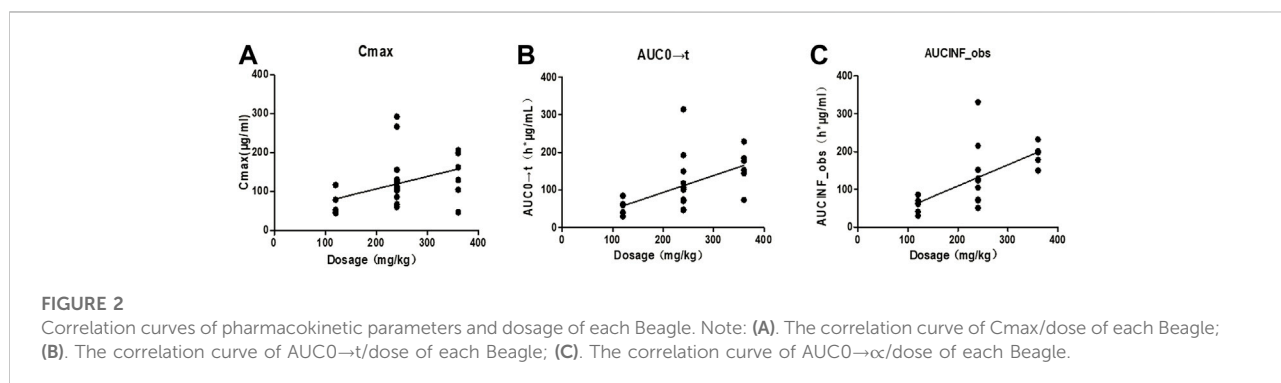 A
Cmax
400
300
200
100
0
Cmax(μg/ml)
0
100
200
300
400
Dosage（mg/kg）
B
AUC0→t
400
300
200
100
0
AUC0→t（h*μg/mL）
0
100
200
300
400
Dosage（mg/kg）
C
AUCINF_obs
400
300
200
100
0
AUCINF_obs（h*μg/ml）
0
100
200
300
400
Dosage（mg/kg）
FIGURE 2
Correlation curves of pharmacokinetic parameters and dosage of each Beagle. Note: (A). The correlation curve of Cmax/dose of each Beagle;
(B). The correlation curve of AUC0→t/dose of each Beagle; (C). The correlation curve of AUC0→∝/dose of each Beagle.